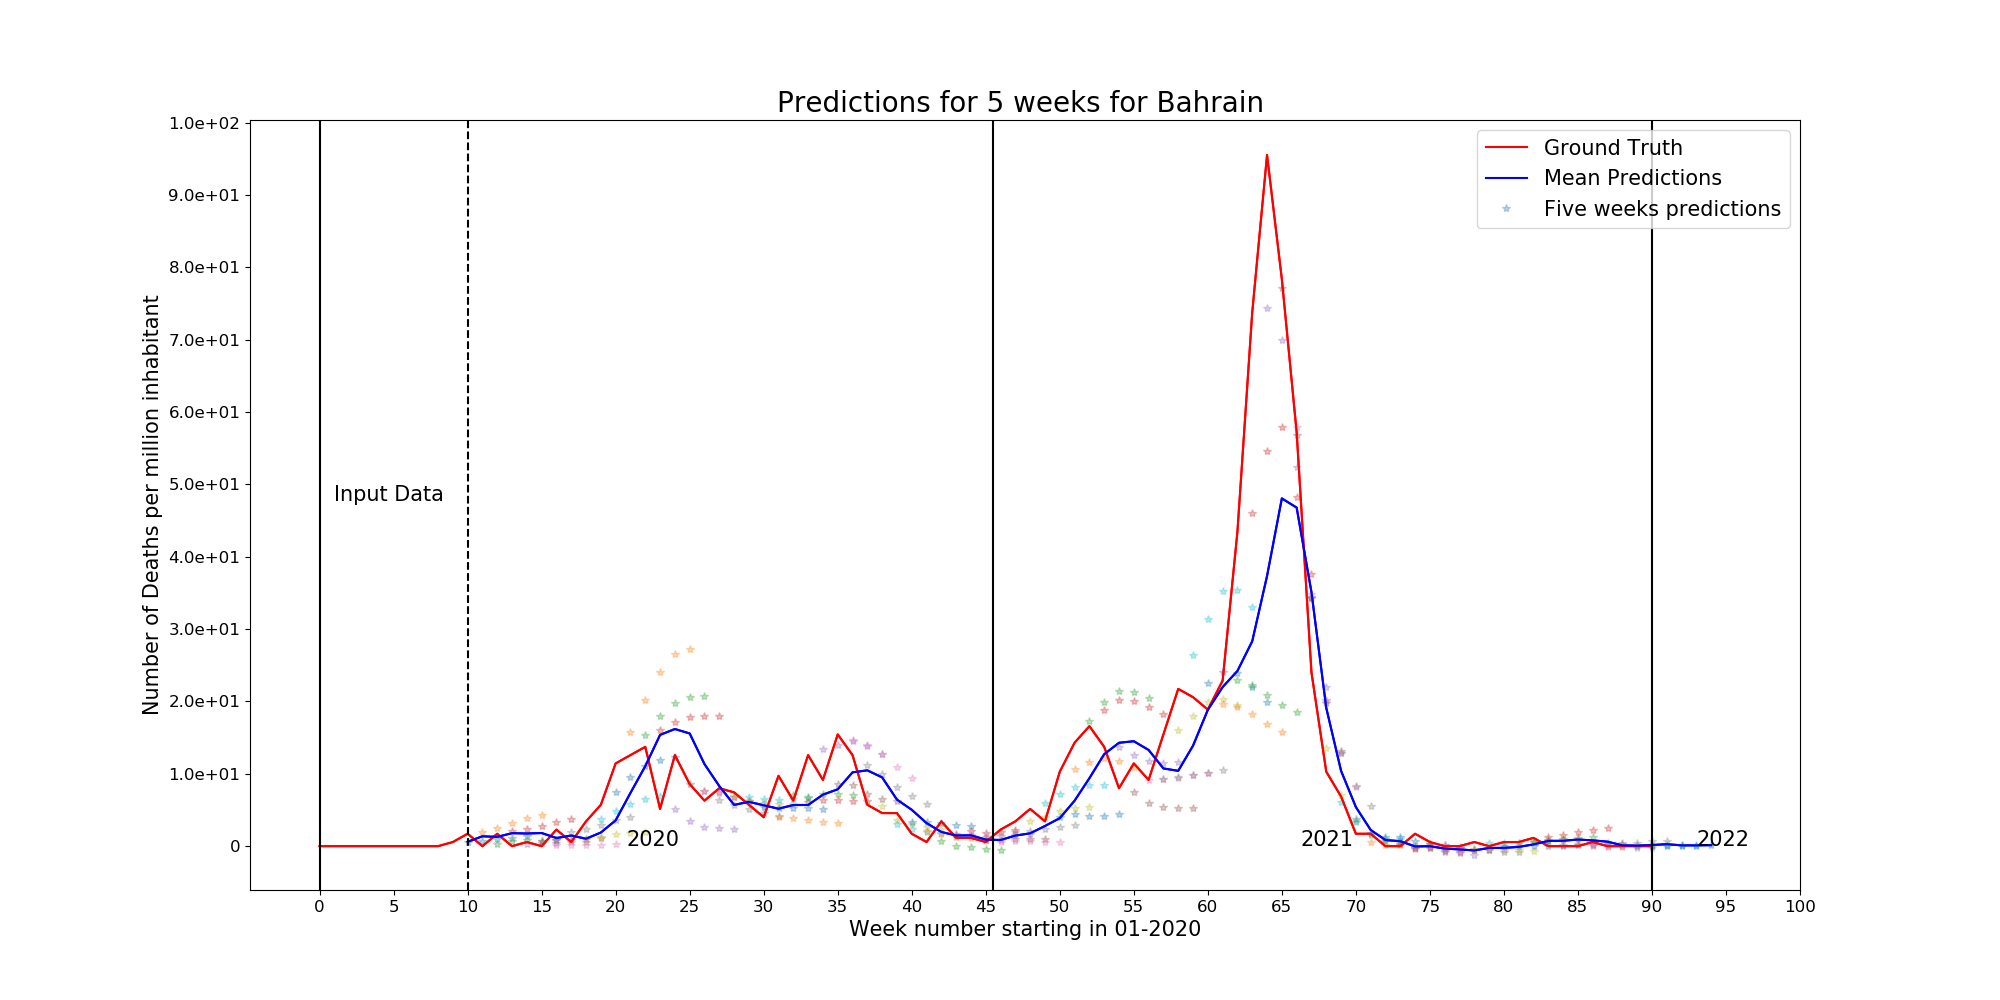 Predictions for 5 weeks for Bahrain
Number of Deaths per million inhabitant
1.0e+02
9.0e+01
8.0e+01
7.0e+01
6.0e+01
5.0e+01
4.0e+01
3.0e+01
2.0e+01
1.0e+01
0
Ground Truth
Mean Predictions
Five weeks predictions
Input Data
2020
2021
2022
0 5 10 15 20 25 30 35 40 45 50 55 60 65 70 75 80 85 90 95 100
Week number starting in 01-2020